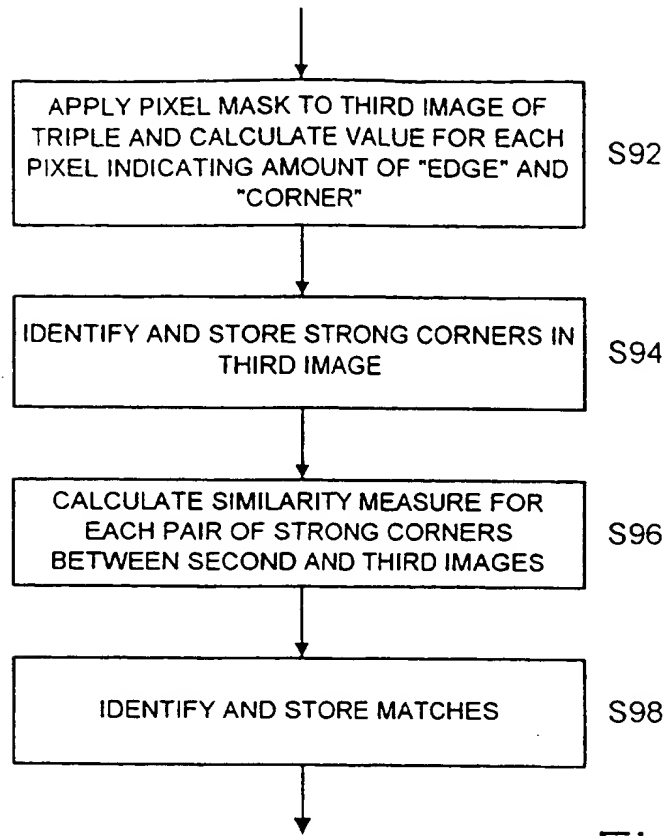 APPLY PIXEL MASK TO THIRD IMAGE OF
TRIPLE AND CALCULATE VALUE FOR EACH
PIXEL INDICATING AMOUNT OF "EDGE" AND
"CORNER"
S92
IDENTIFY AND STORE STRONG CORNERS IN
THIRD IMAGE
S94
CALCULATE SIMILARITY MEASURE FOR
EACH PAIR OF STRONG CORNERS
BETWEEN SECOND AND THIRD IMAGES
S96
IDENTIFY AND STORE MATCHES
S98